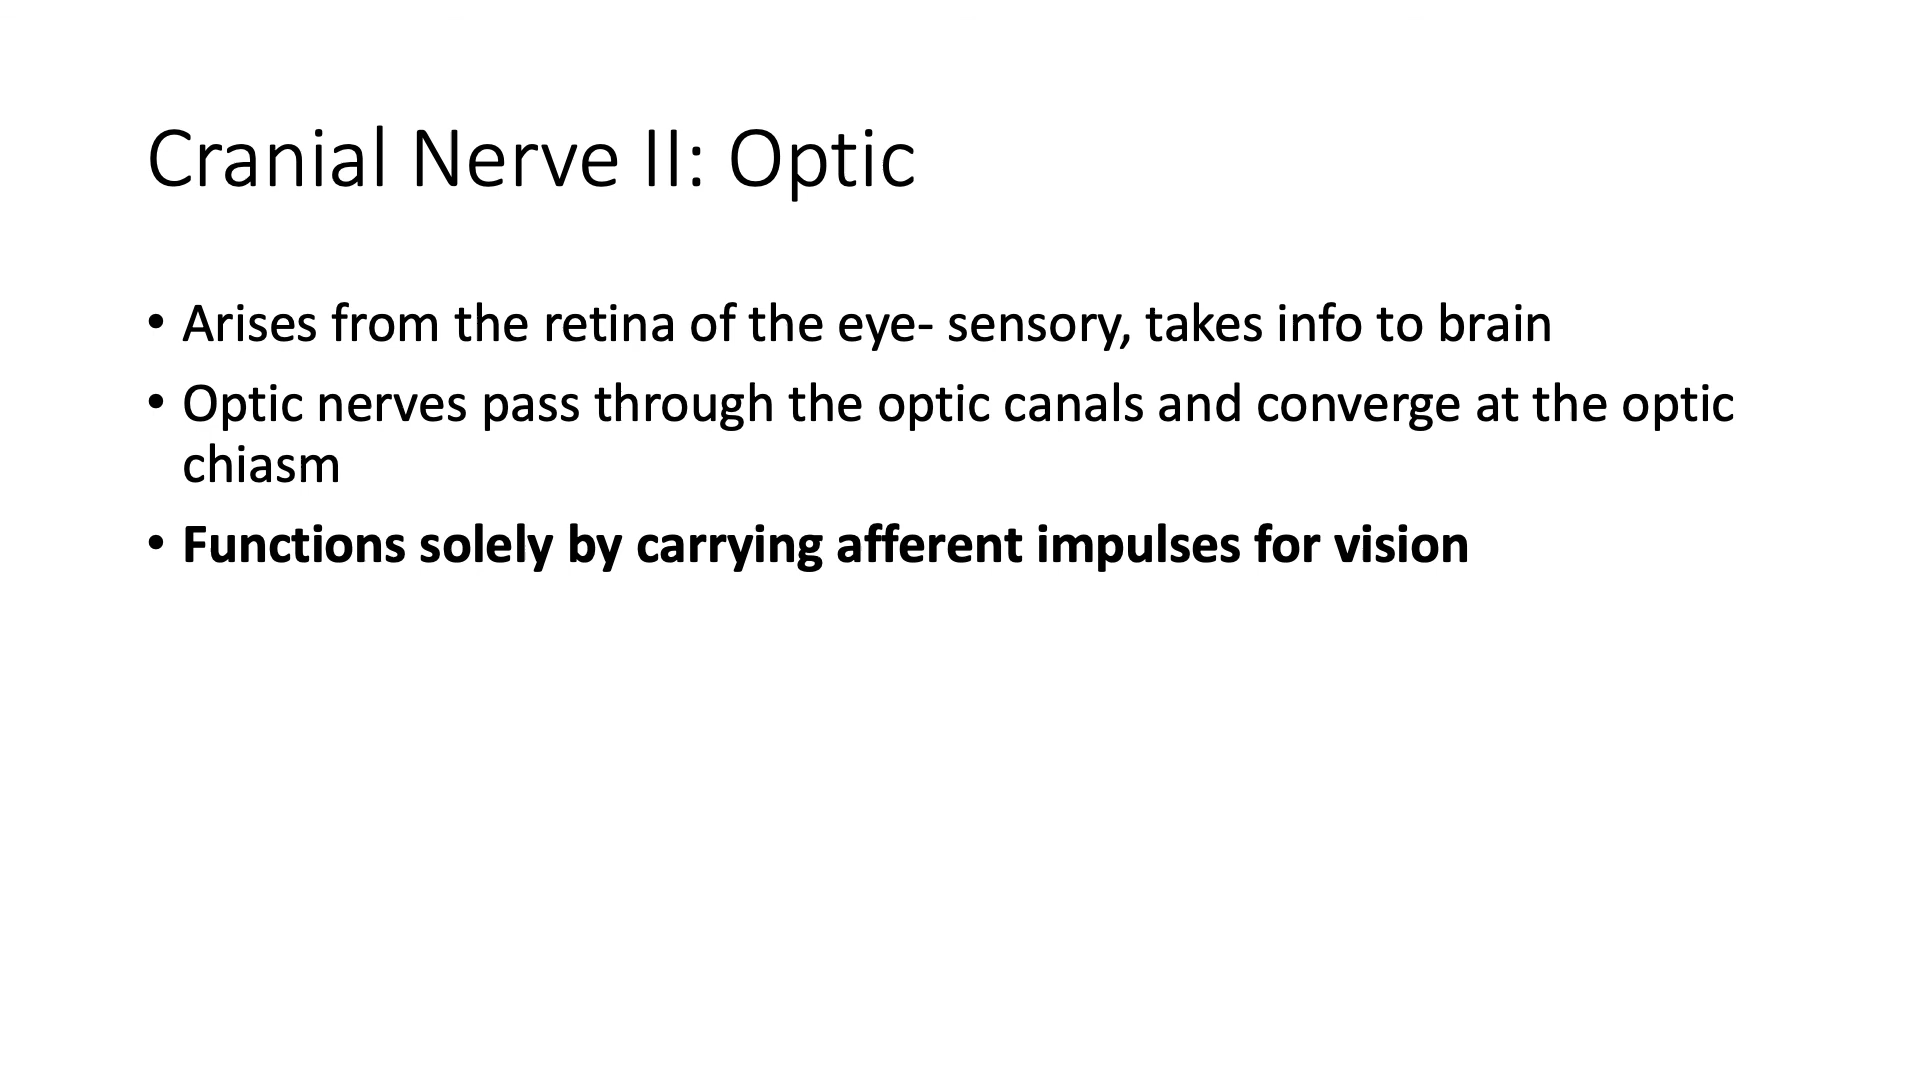 Cranial Nerve II: Optic
• Arises from the retina of the eye- sensory, takes info to brain
• Optic nerves pass through the optic canals and converge at the optic
chiasm
• Functions solely by carrying afferent impulses for vision